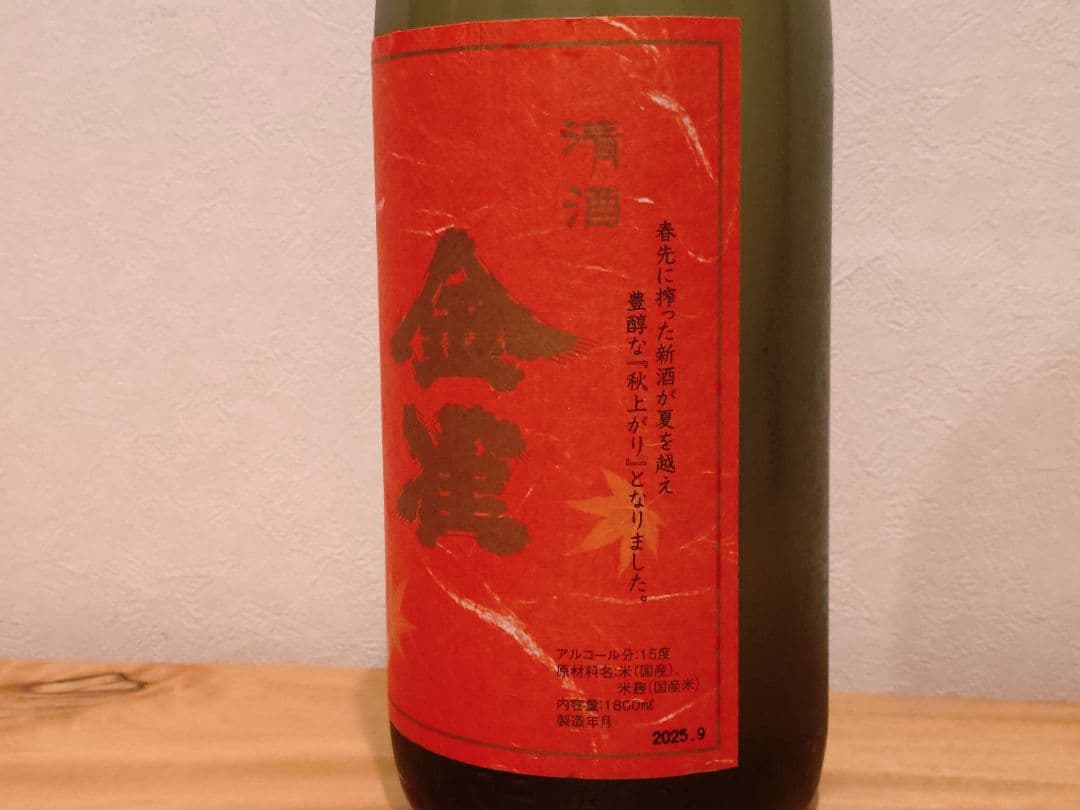 清酒
春先に搾った新酒が夏を越え
豊醇な『秋上がり』となりました。
金雀
アルコール分:15度
原材料名:米(国産)、
米麹(国産米)
内容量:1800㎖
製造年月
2025.9